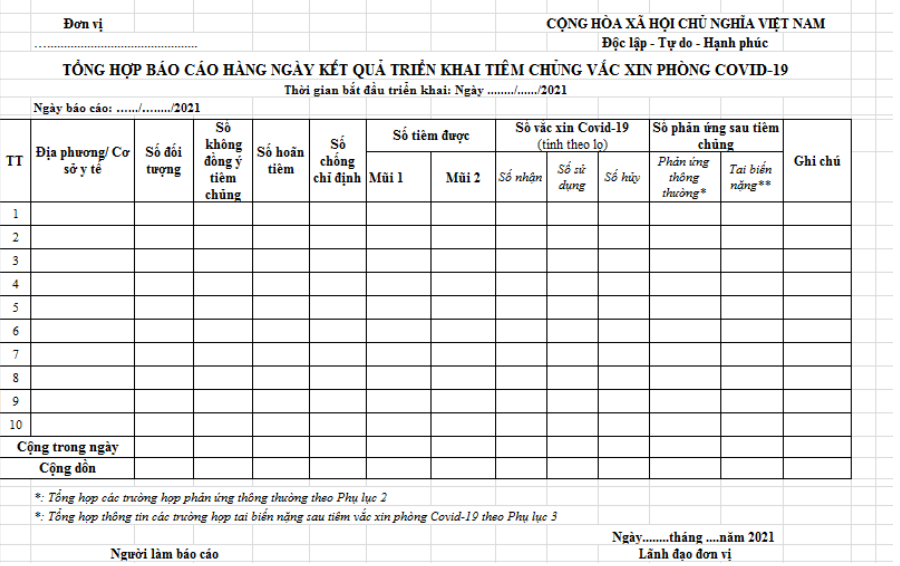 Đơn vị
CỘNG HÒA XÃ HỘI CHỦ NGHĨA VIỆT NAM
….................................................
Độc lập - Tự do - Hạnh phúc
TỔNG HỢP BÁO CÁO HÀNG NGÀY KẾT QUẢ TRIỂN KHAI TIÊM CHỦNG VẮC XIN PHÒNG COVID-19
Thời gian bắt đầu triển khai: Ngày ......../....../2021
Ngày báo cáo: ....../......../2021
TT
Địa phương/ Cơ
sở y tế
Số đối
tượng
Số
không
đồng ý
tiêm
chủng
Số hoãn
tiêm
Số
chống
chỉ định
Số tiêm được
Mũi 1
Mũi 2
Số vắc xin Covid-19
(tính theo lọ)
Số nhận
Số sử
dụng
Số hủy
Số phản ứng sau tiêm
chủng
Phản ứng
thông
thường*
Tai biến
nặng**
Ghi chú
1
2
3
4
5
6
7
8
9
10
Cộng trong ngày
Cộng dồn
*: Tổng hợp các trường hợp phản ứng thông thường theo Phụ lục 2
*: Tổng hợp thông tin các trường hợp tai biến nặng sau tiêm vắc xin phòng Covid-19 theo Phụ lục 3
Ngày........tháng ....năm 2021
Người làm báo cáo
Lãnh đạo đơn vị